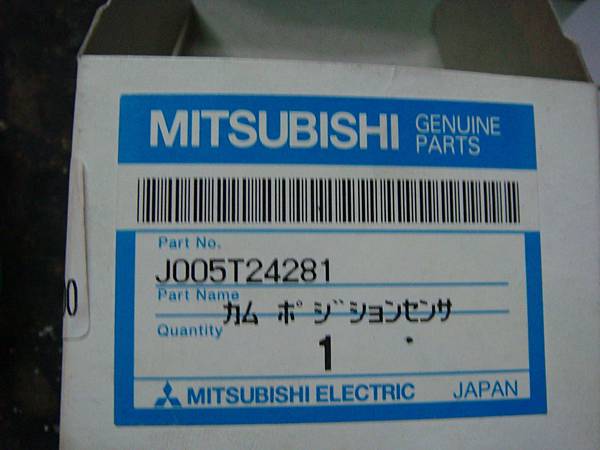 MITSUBISHI GENUINE PARTS
Part No.
J005T24281
Part Name
カム ポジションセンサ
Quantity
1
MITSUBISHI ELECTRIC JAPAN
0